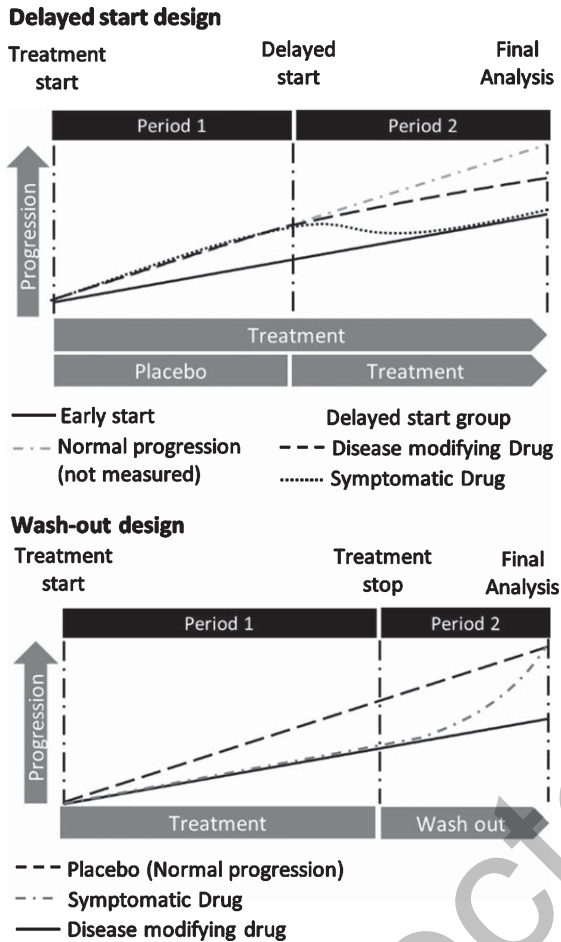 Delayed start design
Treatment start
Delayed start
Final Analysis
Period 1
Period 2
Progression
Treatment
Placebo
Treatment
Early start
Normal progression
(not measured)
Delayed start group
Disease modifying Drug
Symptomatic Drug
Wash-out design
Treatment start
Treatment stop
Final Analysis
Period 1
Period 2
Progression
Treatment
Wash out
Placebo (Normal progression)
Symptomatic Drug
Disease modifying drug